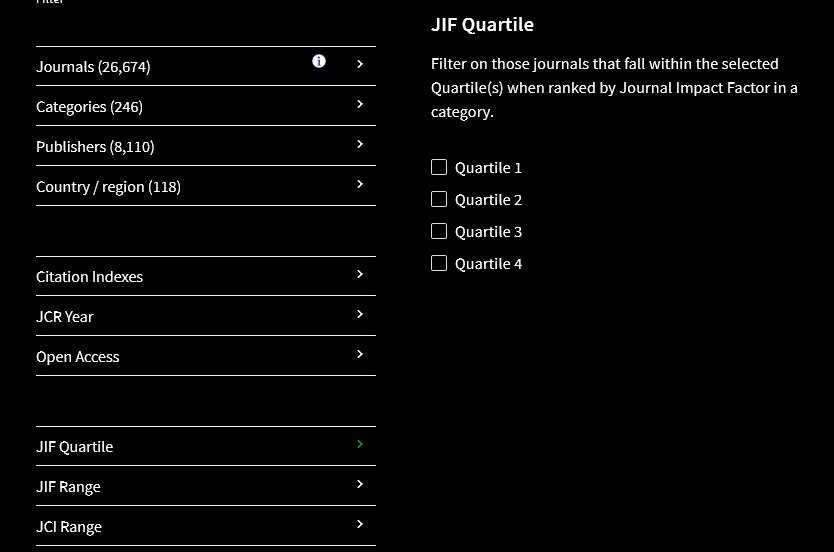 Filter
Journals (26,674)
Categories (246)
Publishers (8,110)
Country / region (118)
Citation Indexes
JCR Year
Open Access
JIF Quartile
JIF Range
JCI Range
JIF Quartile
Filter on those journals that fall within the selected
Quartile(s) when ranked by Journal Impact Factor in a
category.
Quartile 1
Quartile 2
Quartile 3
Quartile 4